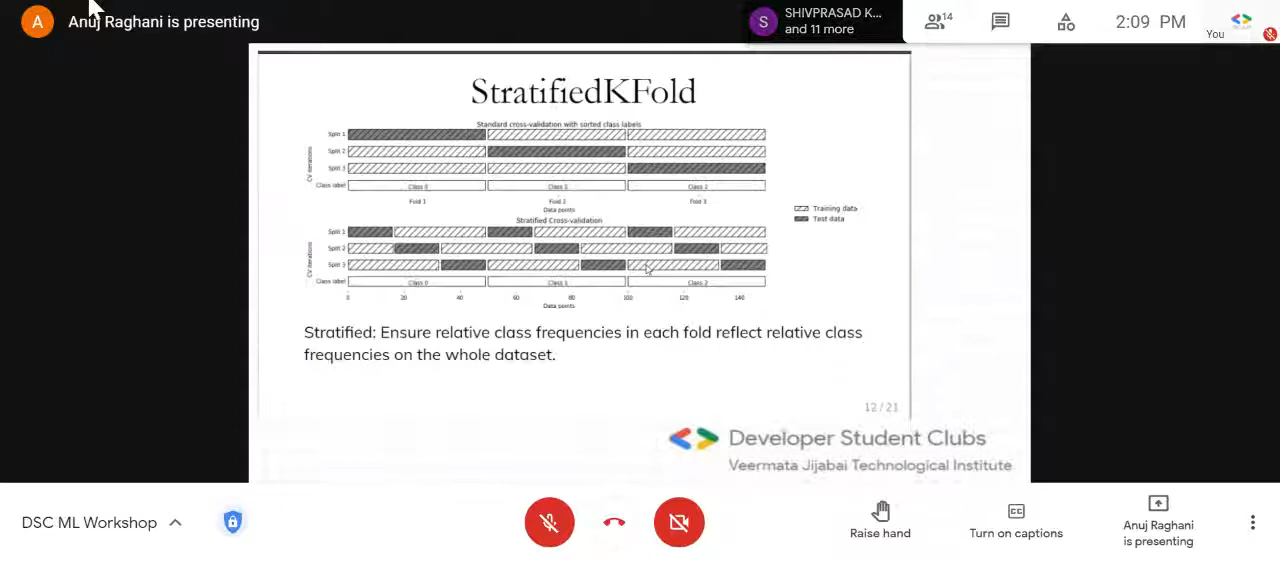 A
Anuj Raghani is presenting
S
SHIVPRASAD K...
and 11 more
14
2:09 PM
You
StratifiedKFold
Standard cross-validation with sorted class labels
CV iterations
Split 1
Split 2
Split 3
Class label
Class 0
Class 1
Class 2
Fold 1
Fold 2
Fold 3
Data points
Training data
Test data
Stratified Cross-validation
CV iterations
Split 1
Split 2
Split 3
Class label
Class 0
Class 1
Class 2
0
20
40
60
80
100
120
140
Data points
Stratified: Ensure relative class frequencies in each fold reflect relative class
frequencies on the whole dataset.
12 / 21
Developer Student Clubs
Veermata Jijabai Technological Institute
DSC ML Workshop
Raise hand
CC
Turn on captions
Anuj Raghani
is presenting